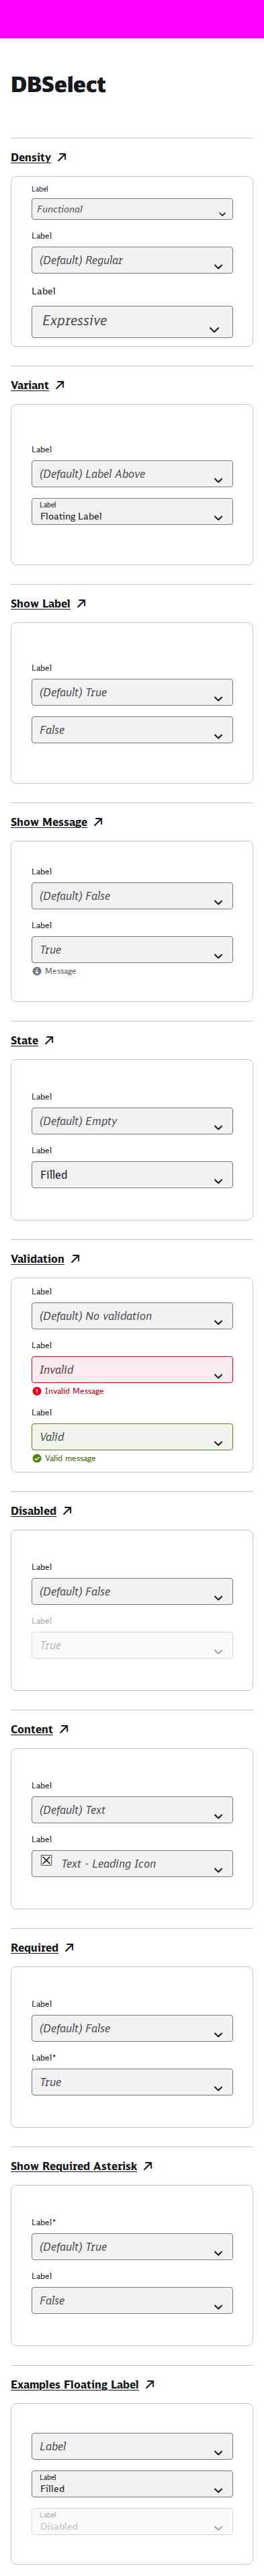 DBSelect
Density
Label
Functional
Label
(Default) Regular
Label
Expressive
Variant
Label
(Default) Label Above
Label
Floating Label
Show Label
Label
(Default) True
False
Show Message
Label
(Default) False
Label
True
Message
State
Label
(Default) Empty
Label
Filled
Validation
Label
(Default) No validation
Label
Invalid
Invalid Message
Label
Valid
Valid message
Disabled
Label
(Default) False
Label
True
Content
Label
(Default) Text
Label
Text - Leading Icon
Required
Label
(Default) False
Label*
True
Show Required Asterisk
Label*
(Default) True
Label
False
Examples Floating Label
Label
Label
Filled
Label
Disabled